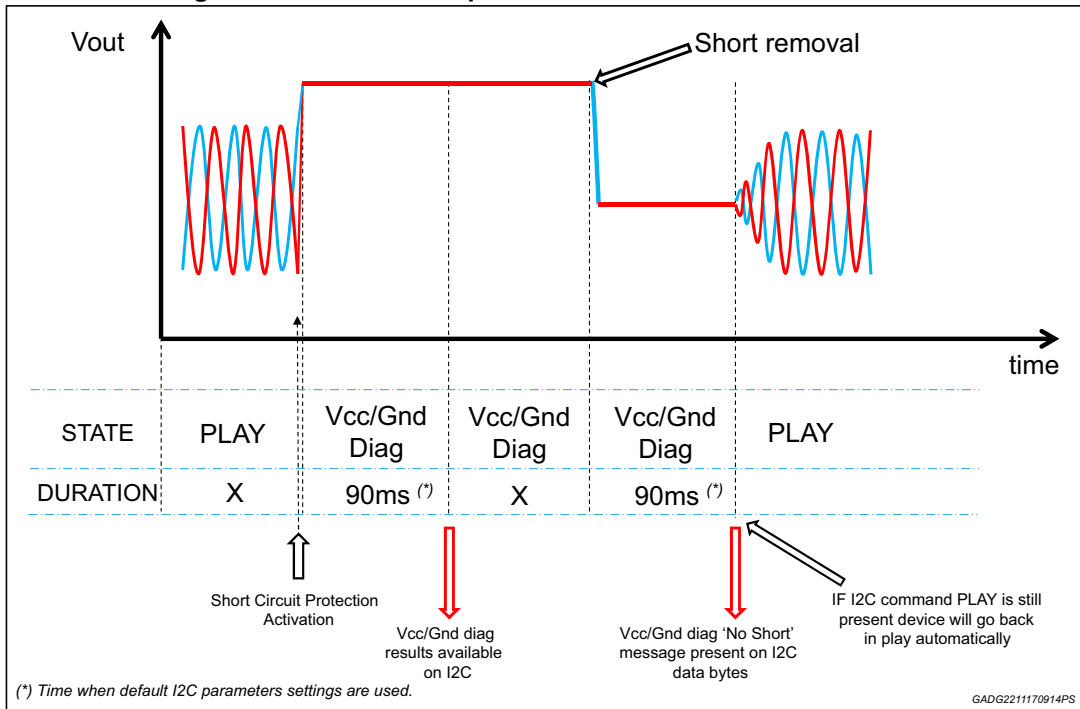 Vout
Short removal
time
STATE
PLAY
Vcc/Gnd
Diag
Vcc/Gnd
Diag
Vcc/Gnd
Diag
PLAY
DURATION
X
90ms (*)
X
90ms (*)
Short Circuit Protection
Activation
Vcc/Gnd diag
results available
on I2C
Vcc/Gnd diag ‘No Short’
message present on I2C
data bytes
IF I2C command PLAY is still
present device will go back
in play automatically
(*) Time when default I2C parameters settings are used.
GADG2211170914PS